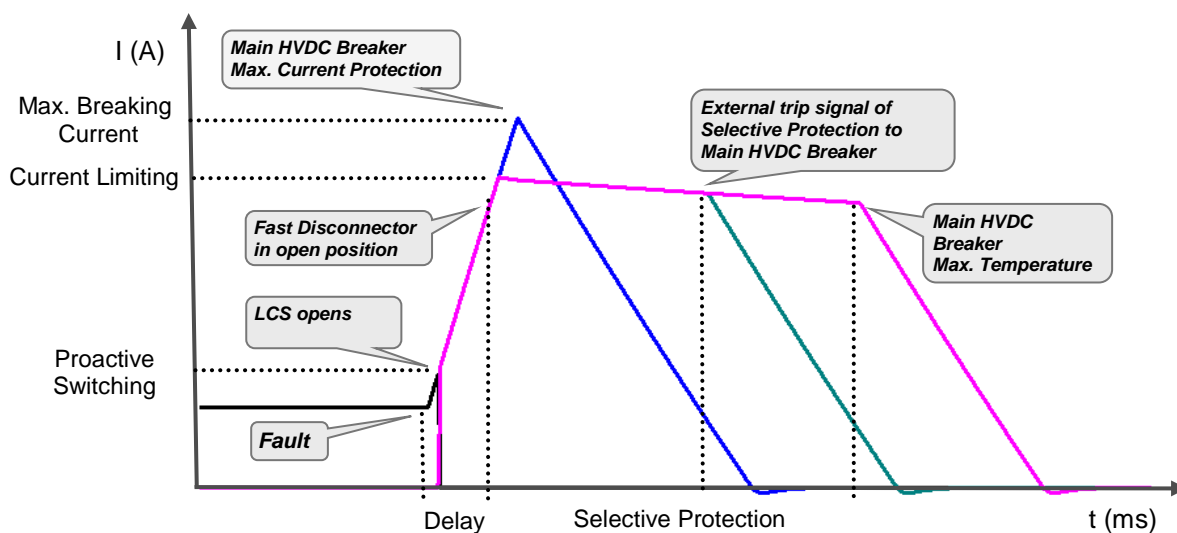 I (A)
Main HVDC Breaker
Max. Current Protection
Max. Breaking
Current
External trip signal of
Selective Protection to
Main HVDC Breaker
Current Limiting
Fast Disconnector
in open position
Main HVDC
Breaker
Max. Temperature
LCS opens
Proactive
Switching
Fault
Delay
Selective Protection
t (ms)